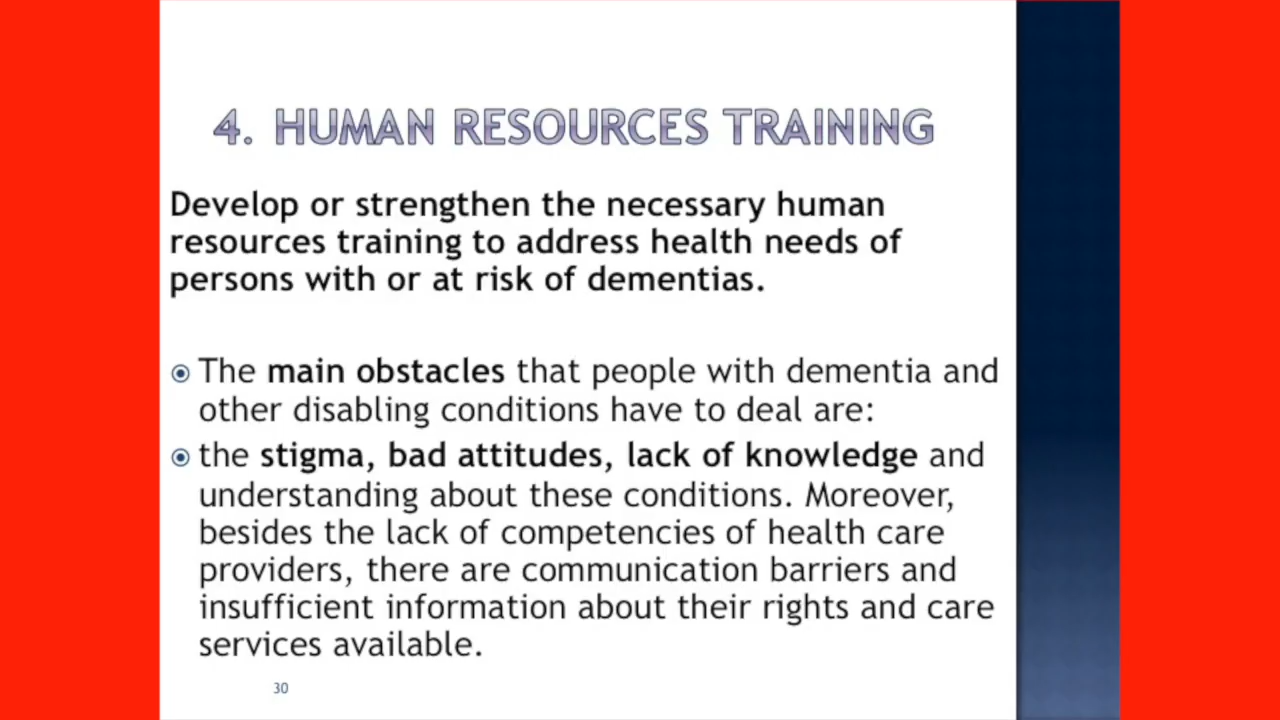 4. HUMAN RESOURCES TRAINING
Develop or strengthen the necessary human
resources training to address health needs of
persons with or at risk of dementias.
The main obstacles that people with dementia and
other disabling conditions have to deal are:
the stigma, bad attitudes, lack of knowledge and
understanding about these conditions. Moreover,
besides the lack of competencies of health care
providers, there are communication barriers and
insufficient information about their rights and care
services available.
30